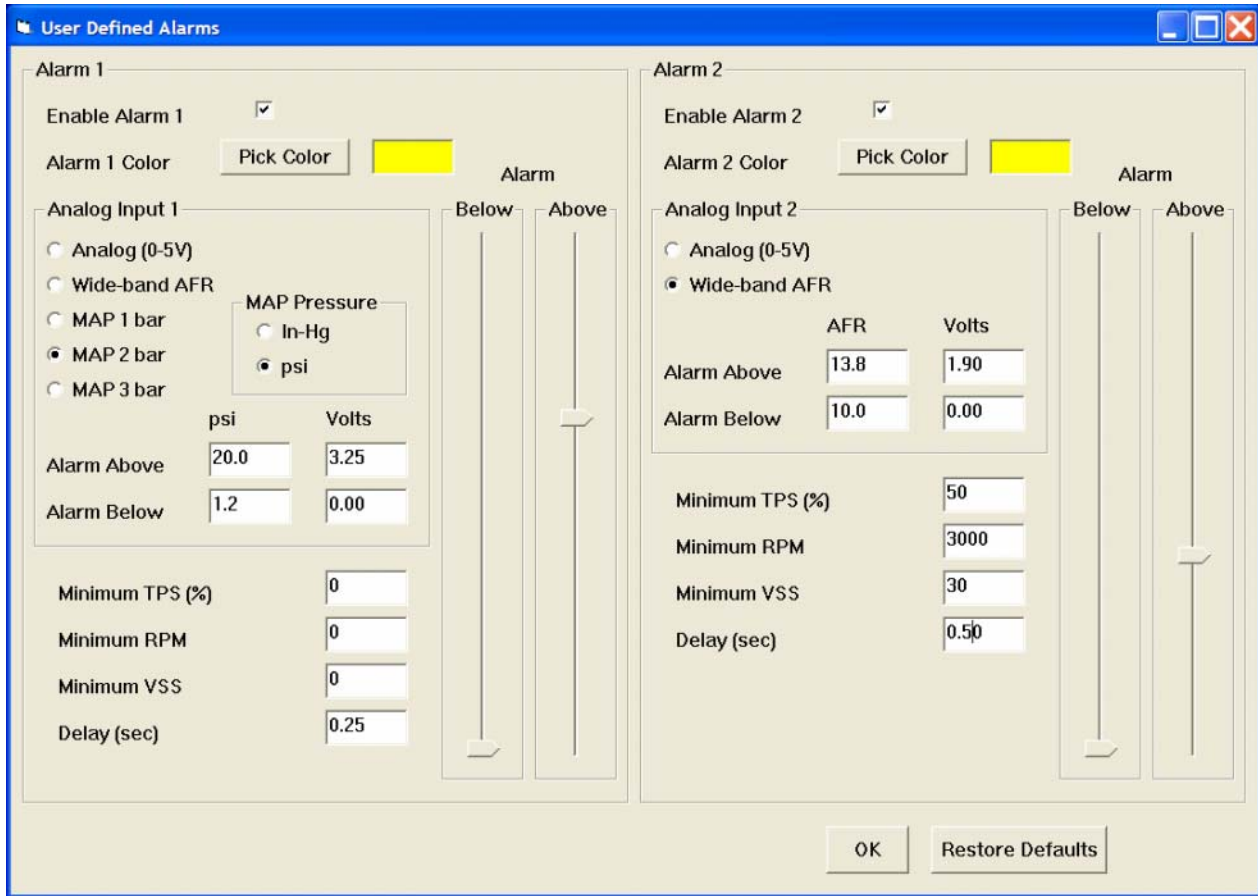 User Defined Alarms
Alarm 1
Enable Alarm 1
Alarm 1 Color
Pick Color
Alarm
Analog Input 1
Below
Above
Analog (0-5V)
Wide-band AFR
MAP 1 bar
MAP 2 bar
MAP 3 bar
MAP Pressure
In-Hg
psi
psi Volts
Alarm Above 20.0 3.25
Alarm Below 1.2 0.00
Minimum TPS (%) 0
Minimum RPM 0
Minimum VSS 0
Delay (sec) 0.25
Alarm 2
Enable Alarm 2
Alarm 2 Color
Pick Color
Alarm
Analog Input 2
Below
Above
Analog (0-5V)
Wide-band AFR
AFR Volts
Alarm Above 13.8 1.90
Alarm Below 10.0 0.00
Minimum TPS (%) 50
Minimum RPM 3000
Minimum VSS 30
Delay (sec) 0.50
OK
Restore Defaults